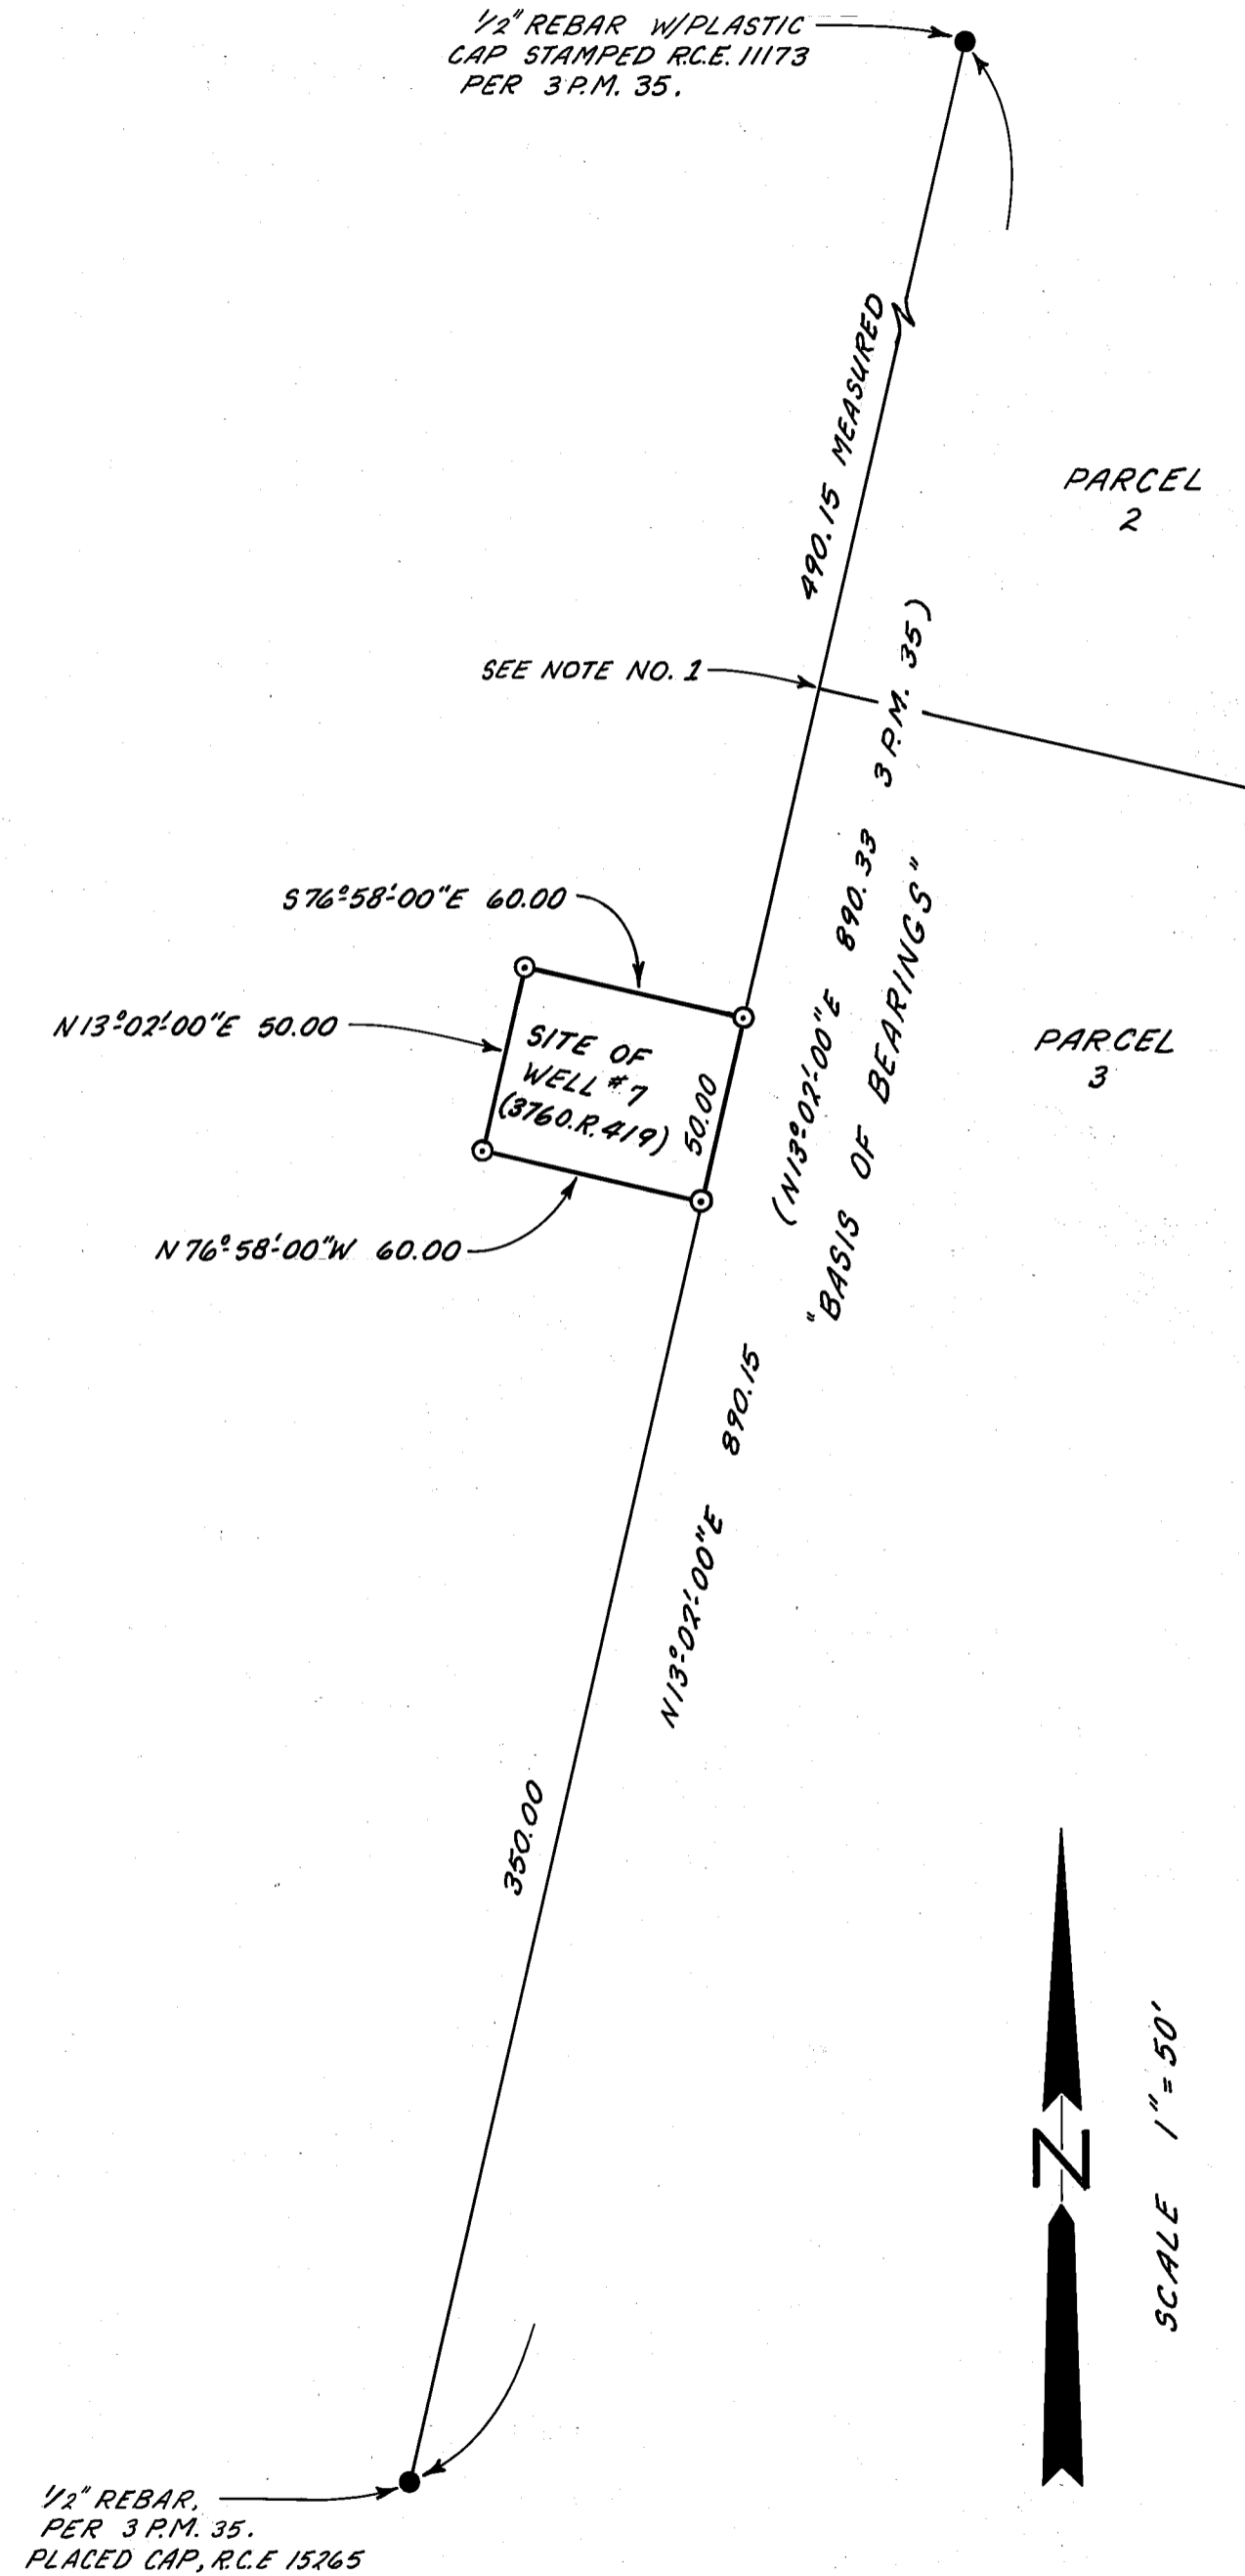 1/2" REBAR W/PLASTIC
CAP STAMPED R.C.E. 11173
PER 3 P.M. 35.
490.15 MEASURED
PARCEL
2
SEE NOTE NO. 1
(N13°-02'-00"E 890.33 3 P.M. 35)
"BASIS OF BEARINGS"
S76°-58'-00"E 60.00
N13°-02'-00"E 50.00
SITE OF
WELL #7
(3760.R.419)
50.00
PARCEL
3
N76°-58'-00"W 60.00
N13°-02'-00"E 890.15
350.00
N
SCALE 1" = 50'
1/2" REBAR,
PER 3 P.M. 35.
PLACED CAP, R.C.E 15265